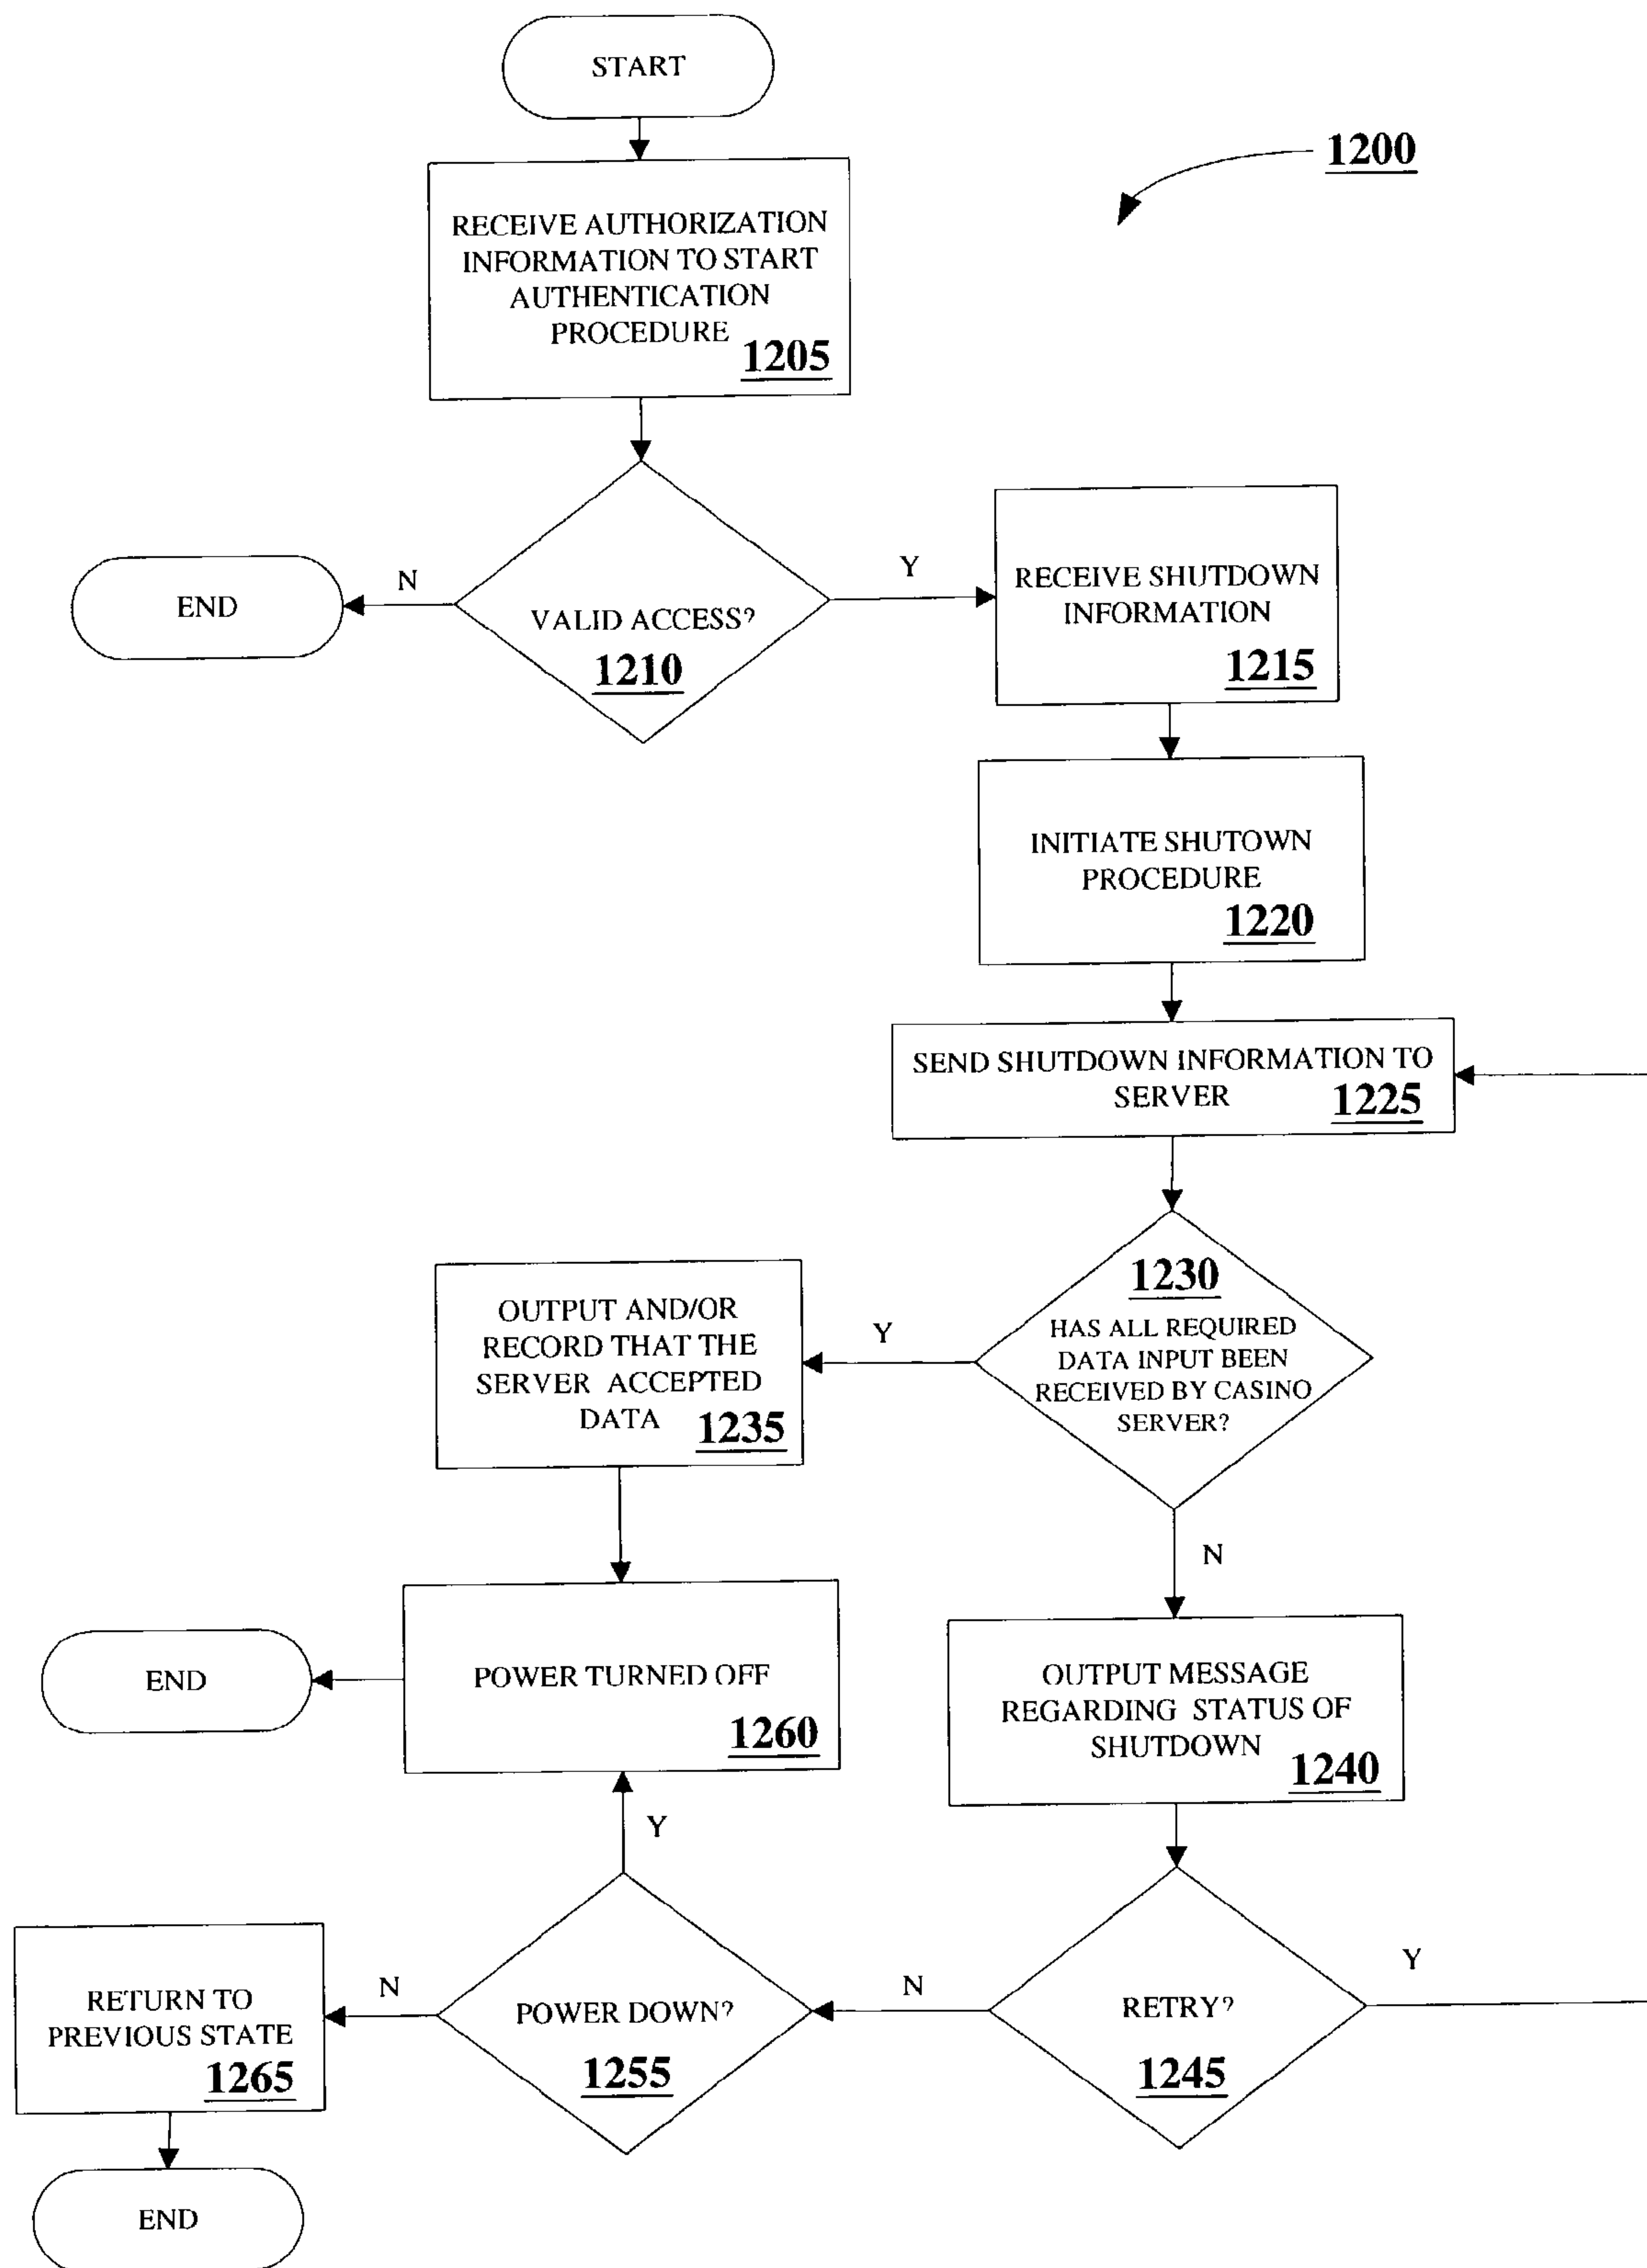 START
1200
RECEIVE AUTHORIZATION
INFORMATION TO START
AUTHENTICATION
PROCEDURE
1205
VALID ACCESS?
1210
N
END
Y
RECEIVE SHUTDOWN
INFORMATION
1215
INITIATE SHUTOWN
PROCEDURE
1220
SEND SHUTDOWN INFORMATION TO
SERVER
1225
1230
HAS ALL REQUIRED
DATA INPUT BEEN
RECEIVED BY CASINO
SERVER?
Y
OUTPUT AND/OR
RECORD THAT THE
SERVER ACCEPTED
DATA
1235
N
POWER TURNED OFF
1260
END
OUTPUT MESSAGE
REGARDING STATUS OF
SHUTDOWN
1240
Y
RETRY?
1245
Y
N
POWER DOWN?
1255
N
RETURN TO
PREVIOUS STATE
1265
END